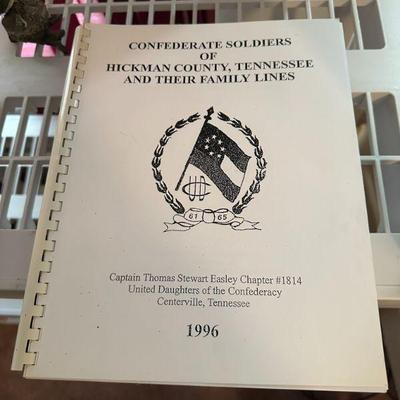 CONFEDERATE SOLDIERS
OF
HICKMAN COUNTY, TENNESSEE
AND THEIR FAMILY LINES
61 65
Captain Thomas Stewart Easley Chapter #1814
United Daughters of the Confederacy
Centerville, Tennessee
1996